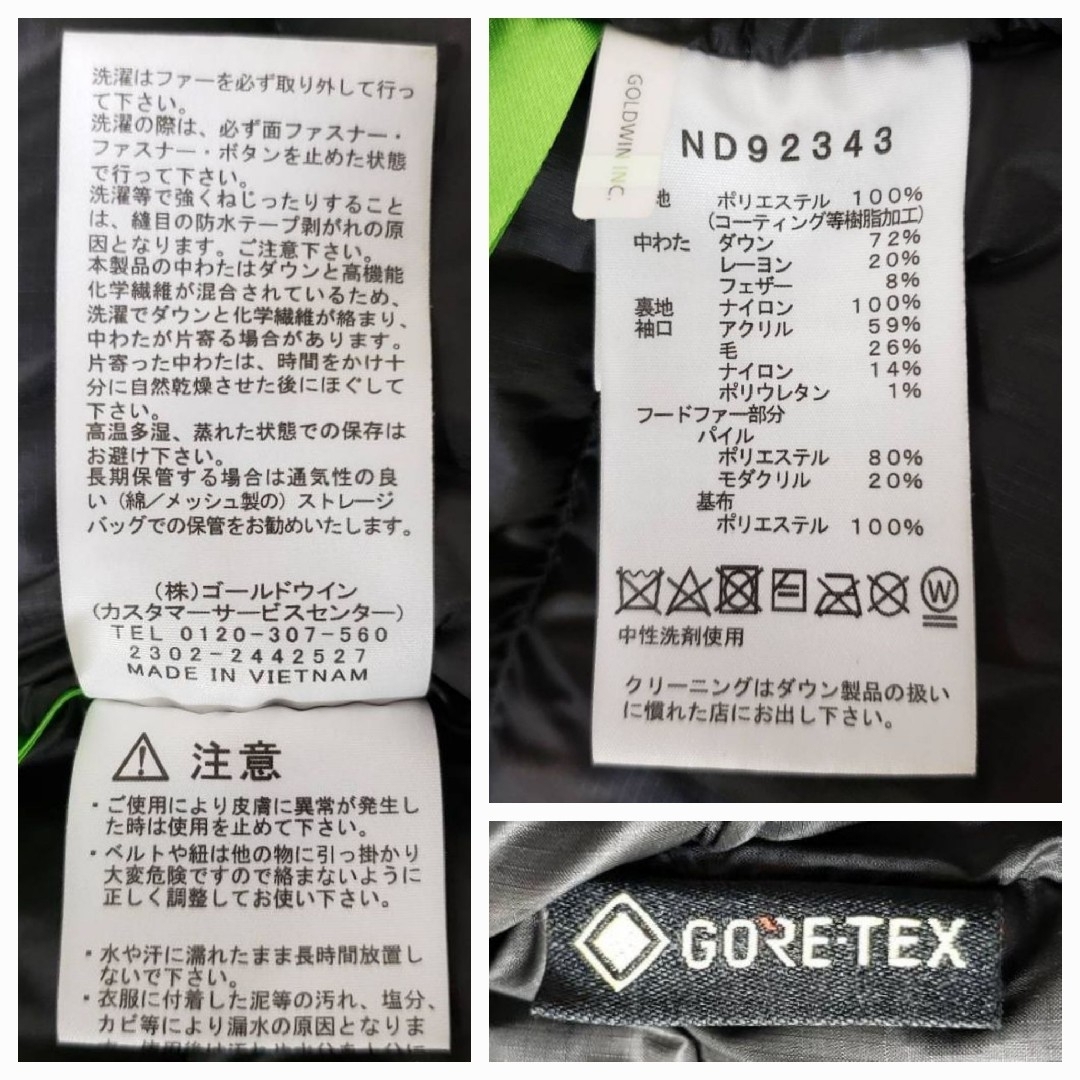 洗濯はファーを必ず取り外して行っ
て下さい。
洗濯の際は、必ず面ファスナー・
ファスナー・ボタンを止めた状態
で行って下さい。
洗濯等で強くねじったりすること
は、縫目の防水テープ剥がれの原
因となります。ご注意下さい。
本製品の中わたはダウンと高機能
化学繊維が混合されているため、
洗濯でダウンと化学繊維が絡まり、
中わたが片寄る場合があります。
片寄った中わたは、時間をかけ十
分に自然乾燥させた後にほぐして
下さい。
高温多湿、蒸れた状態での保存は
お避け下さい。
長期保管する場合は通気性の良
い（綿／メッシュ製の）ストレージ
バッグでの保管をお勧めいたします。
(株)ゴールドウイン
(カスタマーサービスセンター)
TEL 0120-307-560
2302-2442527
MADE IN VIETNAM
注意
・ご使用により皮膚に異常が発生し
た時は使用を止めて下さい。
・ベルトや紐は他の物に引っ掛かり
大変危険ですので絡まないように
正しく調整してお使い下さい。
・水や汗に濡れたまま長時間放置し
ないで下さい。
・衣服に付着した泥等の汚れ、塩分、
カビ等により漏水の原因となりま
GOLDWIN INC.
ND92343
地 ポリエステル 100%
(コーティング等樹脂加工)
中わた ダウン 72%
レーヨン 20%
フェザー 8%
裏地 ナイロン 100%
袖口 アクリル 59%
毛 26%
ナイロン 14%
ポリウレタン 1%
フードファー部分
パイル
ポリエステル 80%
モダクリル 20%
基布
ポリエステル 100%
W
中性洗剤使用
クリーニングはダウン製品の扱い
に慣れた店にお出し下さい。
GORE-TEX